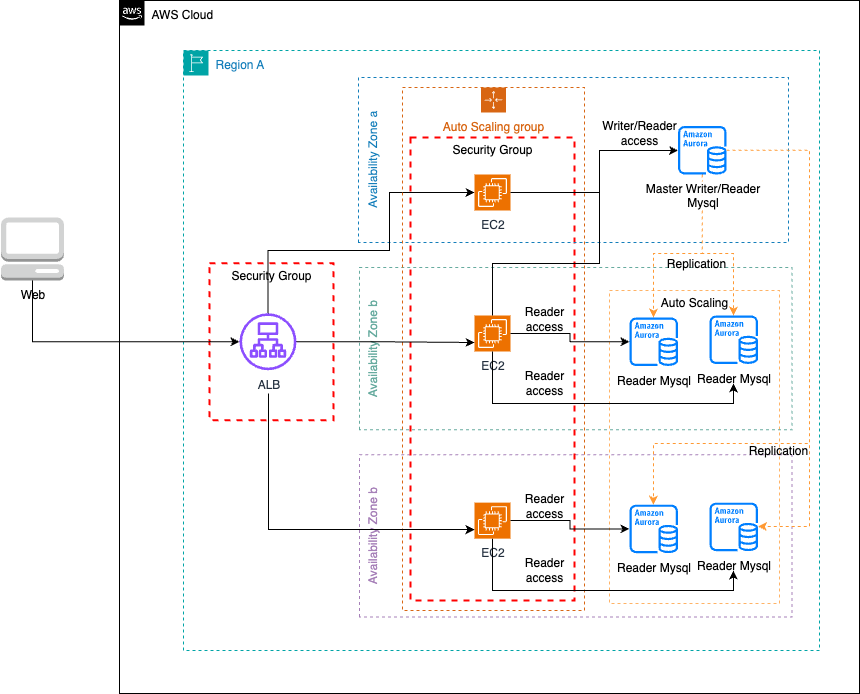 aws
AWS Cloud
Region A
Availability Zone a
Auto Scaling group
Security Group
EC2
Writer/Reader
access
Amazon
Aurora
Master Writer/Reader
Mysql
Web
Security Group
ALB
Availability Zone b
EC2
Reader
access
Reader
access
Replication
Auto Scaling
Amazon
Aurora
Reader Mysql
Amazon
Aurora
Reader Mysql
Availability Zone b
EC2
Reader
access
Reader
access
Replication
Amazon
Aurora
Reader Mysql
Amazon
Aurora
Reader Mysql